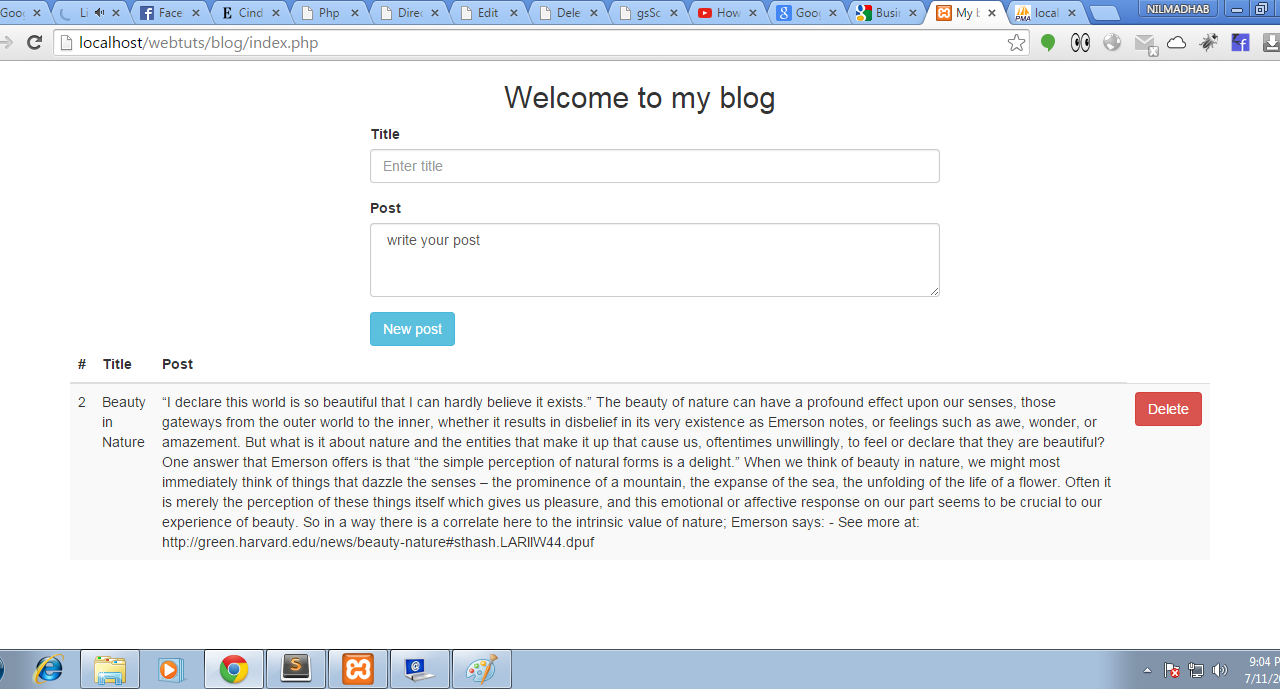 Goo Li Face Cind Php Direc Edit Dele gsSc How Goo Busi My b local NILMADHAB
localhost/webtuts/blog/index.php
Welcome to my blog
Title
Enter title
Post
write your post
New post
# Title Post
2 Beauty in Nature
“I declare this world is so beautiful that I can hardly believe it exists.” The beauty of nature can have a profound effect upon our senses, those
gateways from the outer world to the inner, whether it results in disbelief in its very existence as Emerson notes, or feelings such as awe, wonder, or
amazement. But what is it about nature and the entities that make it up that cause us, oftentimes unwillingly, to feel or declare that they are beautiful?
One answer that Emerson offers is that “the simple perception of natural forms is a delight.” When we think of beauty in nature, we might most
immediately think of things that dazzle the senses – the prominence of a mountain, the expanse of the sea, the unfolding of the life of a flower. Often it
is merely the perception of these things itself which gives us pleasure, and this emotional or affective response on our part seems to be crucial to our
experience of beauty. So in a way there is a correlate here to the intrinsic value of nature; Emerson says: - See more at:
http://green.harvard.edu/news/beauty-nature#sthash.LARIIW44.dpuf
Delete
9:04 P
7/11/2